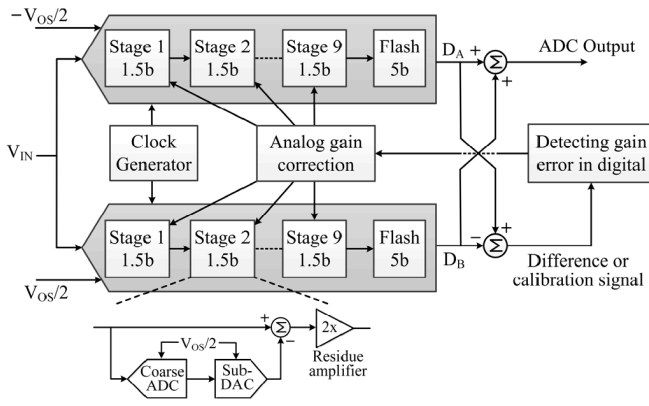 −V_OS/2
Stage 1
1.5b
Stage 2
1.5b
Stage 9
1.5b
Flash
5b
D_A
+
Σ
+
ADC Output
V_IN
Clock
Generator
Analog gain
correction
Detecting gain
error in digital
Stage 1
1.5b
Stage 2
1.5b
Stage 9
1.5b
Flash
5b
D_B
−
+
Σ
V_OS/2
Difference or
calibration signal
+
Σ
−
2x
Residue
amplifier
V_OS/2
Coarse
ADC
Sub-
DAC